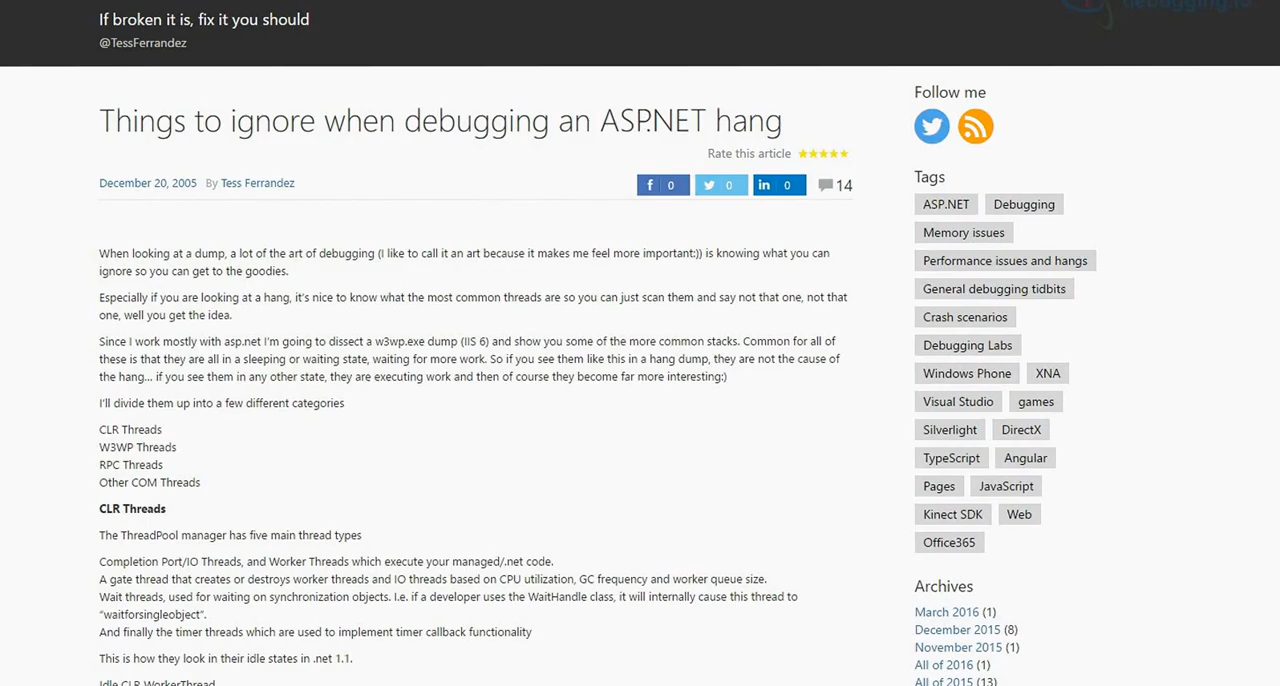 debugging.io
If broken it is, fix it you should
@TessFerrandez
Things to ignore when debugging an ASP.NET hang
Rate this article
December 20, 2005 By Tess Ferrandez
f 0
0
in 0
14
When looking at a dump, a lot of the art of debugging (I like to call it an art because it makes me feel more important:)) is knowing what you can
ignore so you can get to the goodies.
Especially if you are looking at a hang, it's nice to know what the most common threads are so you can just scan them and say not that one, not that
one, well you get the idea.
Since I work mostly with asp.net I'm going to dissect a w3wp.exe dump (IIS 6) and show you some of the more common stacks. Common for all of
these is that they are all in a sleeping or waiting state, waiting for more work. So if you see them like this in a hang dump, they are not the cause of
the hang... if you see them in any other state, they are executing work and then of course they become far more interesting:)
I'll divide them up into a few different categories
CLR Threads
W3WP Threads
RPC Threads
Other COM Threads
CLR Threads
The ThreadPool manager has five main thread types
Completion Port/IO Threads, and Worker Threads which execute your managed/.net code.
A gate thread that creates or destroys worker threads and IO threads based on CPU utilization, GC frequency and worker queue size.
Wait threads, used for waiting on synchronization objects. I.e. if a developer uses the WaitHandle class, it will internally cause this thread to
"waitforsingleobject".
And finally the timer threads which are used to implement timer callback functionality
This is how they look in their idle states in .net 1.1.
Idle CLR WorkerThread
Follow me
Tags
ASP.NET
Debugging
Memory issues
Performance issues and hangs
General debugging tidbits
Crash scenarios
Debugging Labs
Windows Phone
XNA
Visual Studio
games
Silverlight
DirectX
TypeScript
Angular
Pages
JavaScript
Kinect SDK
Web
Office365
Archives
March 2016 (1)
December 2015 (8)
November 2015 (1)
All of 2016 (1)
All of 2015 (13)